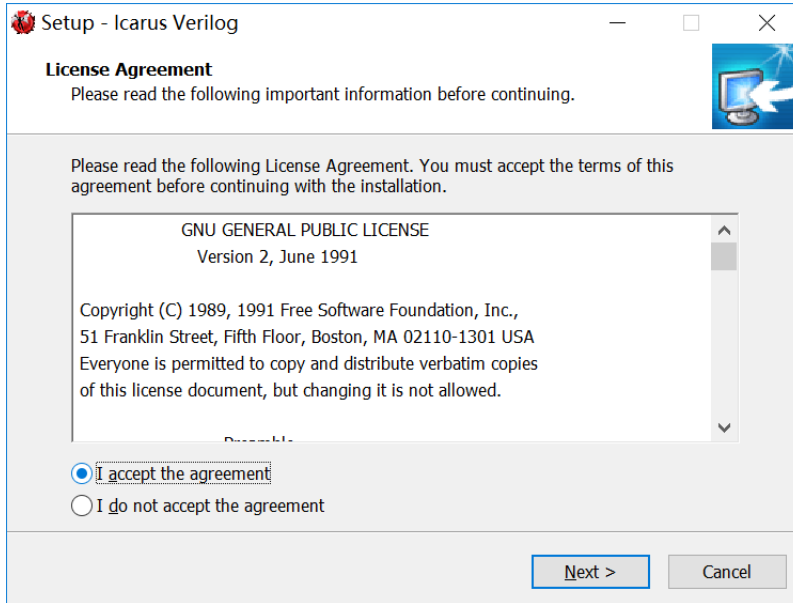 Setup - Icarus Verilog
License Agreement
Please read the following important information before continuing.
Please read the following License Agreement. You must accept the terms of this
agreement before continuing with the installation.
GNU GENERAL PUBLIC LICENSE
Version 2, June 1991
Copyright (C) 1989, 1991 Free Software Foundation, Inc.,
51 Franklin Street, Fifth Floor, Boston, MA 02110-1301 USA
Everyone is permitted to copy and distribute verbatim copies
of this license document, but changing it is not allowed.
Preamble
I accept the agreement
I do not accept the agreement
Next >
Cancel